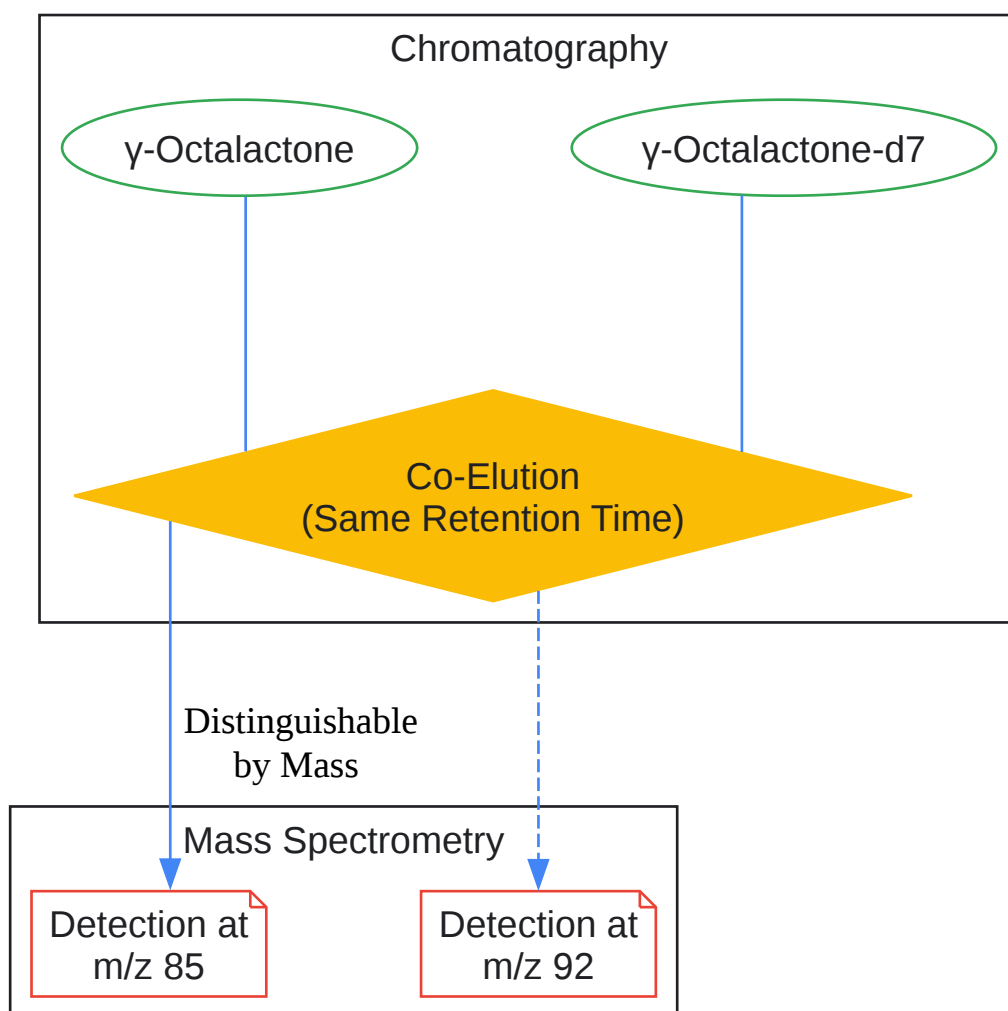 Chromatography
γ-Octalactone
γ-Octalactone-d7
Co-Elution
(Same Retention Time)
Distinguishable
by Mass
Mass Spectrometry
Detection at
m/z 85
Detection at
m/z 92